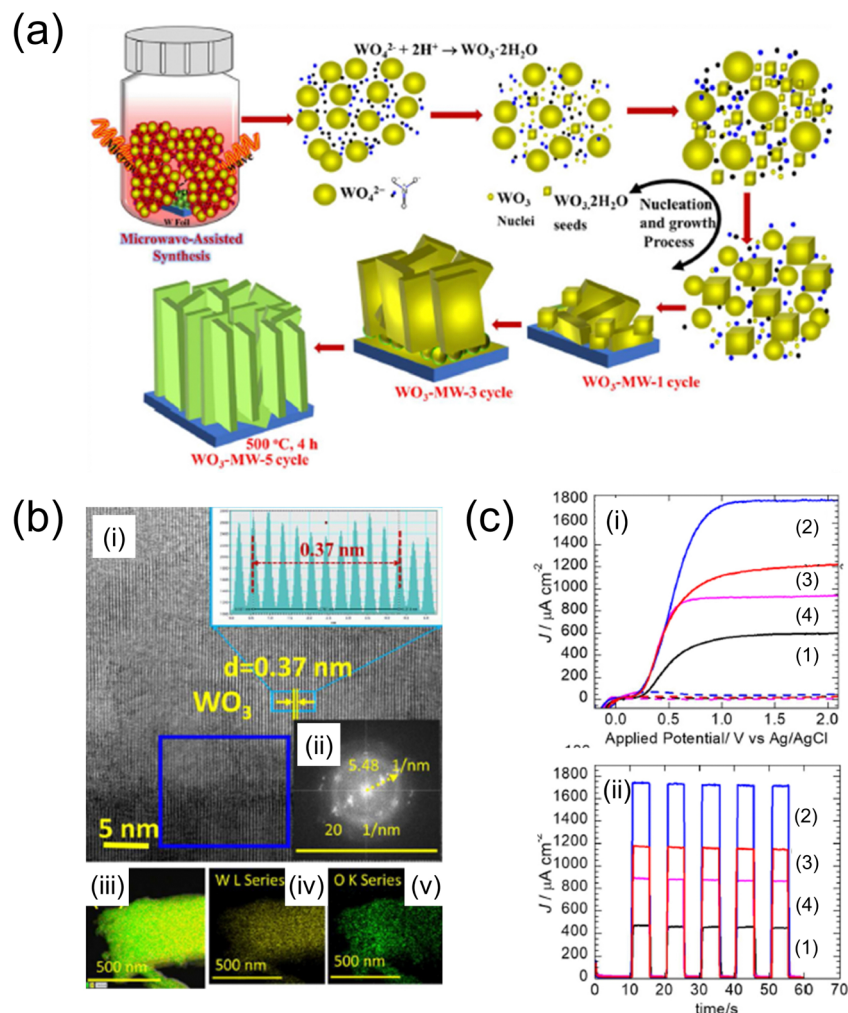 (a)
WO₄²⁻ + 2H⁺ → WO₃·2H₂O
WO₄²⁻
WO₃
Nuclei
WO₃,2H₂O
seeds
Nucleation
and growth
Process
W Foil
Microwave-Assisted
Synthesis
500 °C, 4 h
WO₃-MW-5 cycle
WO₃-MW-3 cycle
WO₃-MW-1 cycle
(b)
(i)
0.37 nm
d=0.37 nm
WO₃
(ii)
5.48 1/nm
20 1/nm
5 nm
(iii)
500 nm
W L Series
(iv)
500 nm
O K Series
(v)
500 nm
(c)
(i)
1800
1600
1400
1200
1000
800
600
400
200
0
J / μA cm⁻²
(2)
(3)
(4)
(1)
0.0 0.5 1.0 1.5 2.0
Applied Potential/ V vs Ag/AgCl
(ii)
1800
1600
1400
1200
1000
800
600
400
200
0
J / μA cm⁻²
(2)
(3)
(4)
(1)
0 10 20 30 40 50 60 70
time/s